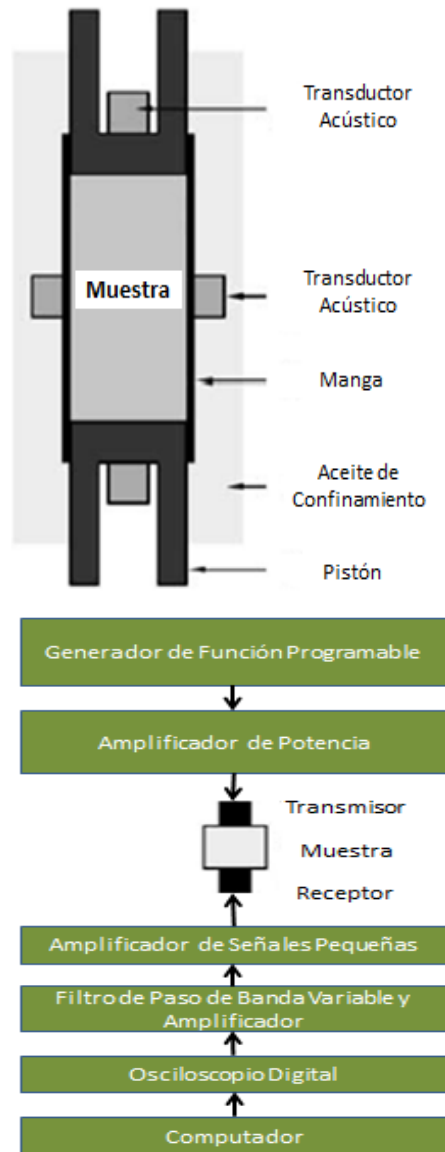 Transductor
Acústico
Muestra
Transductor
Acústico
Manga
Aceite de
Confinamiento
Pistón
Generador de Función Programable
Amplificador de Potencia
Transmisor
Muestra
Receptor
Amplificador de Señales Pequeñas
Filtro de Paso de Banda Variable y
Amplificador
Osciloscopio Digital
Computador